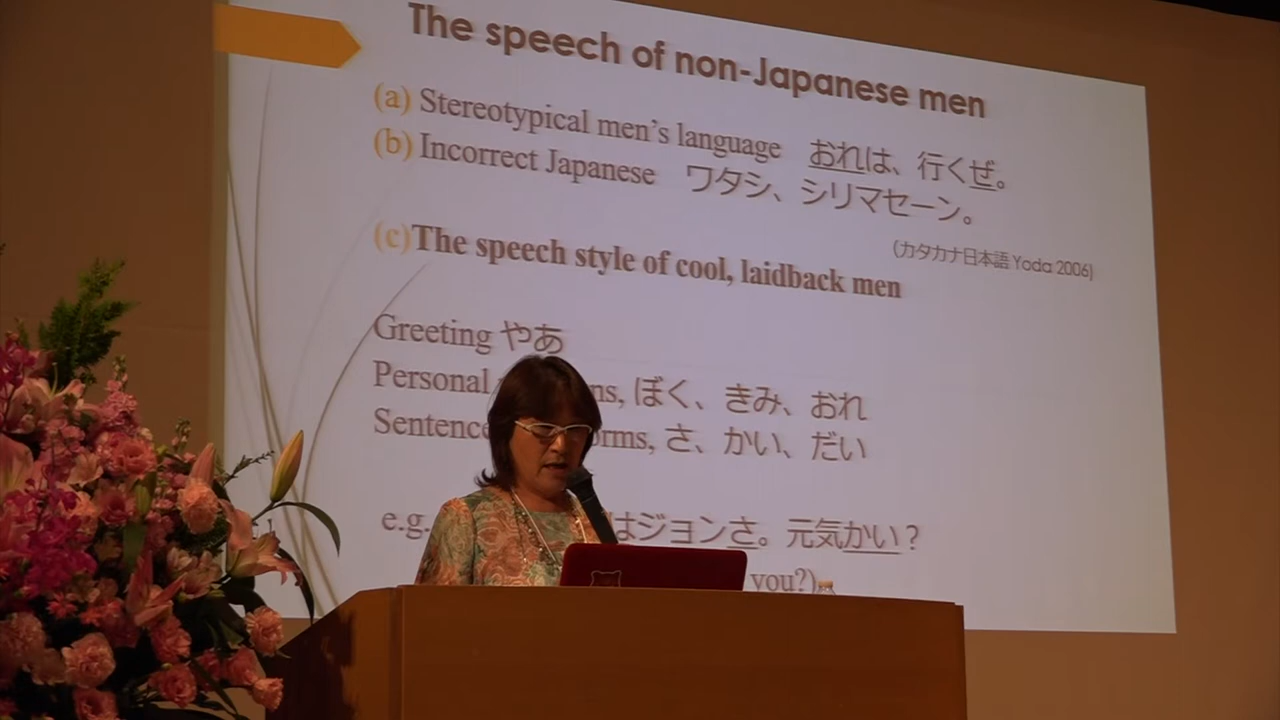 The speech of non-Japanese men
(a) Stereotypical men's language おれは、行くぜ。
(b) Incorrect Japanese ワタシ、シリマセーン。
(カタカナ日本語 Yoda 2006)
(c)The speech style of cool, laidback men
Greeting やあ
Personal ns, ぼく、きみ、おれ
Sentence rms, さ、かい、だい
e.g. はジョンさ。元気かい？
you?)